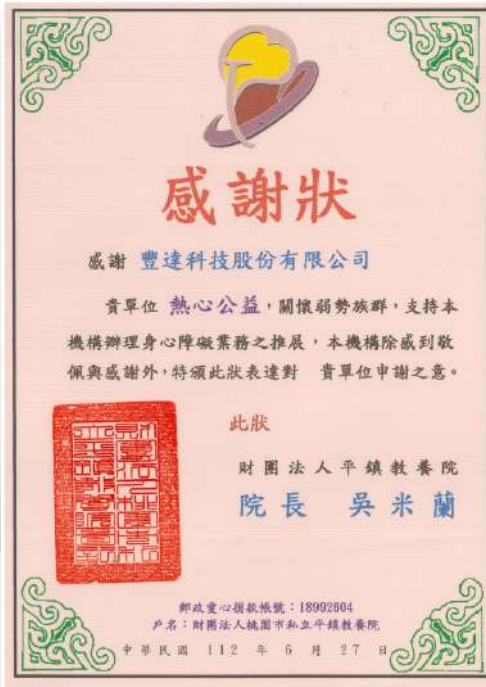 感謝狀
感謝 豐達科技股份有限公司
貴單位 熱心公益，關懷弱勢族群，支持本
機構辦理身心障礙業務之推展，本機構除感到敬
佩與感謝外，特頒此狀表達對 貴單位申謝之意。
此狀
財團法人平鎮教養院
院長 吳米蘭
郵政愛心捐款帳號：18992604
戶名：財團法人桃園市私立平鎮教養院
中華民國 112 年 6 月 27 日